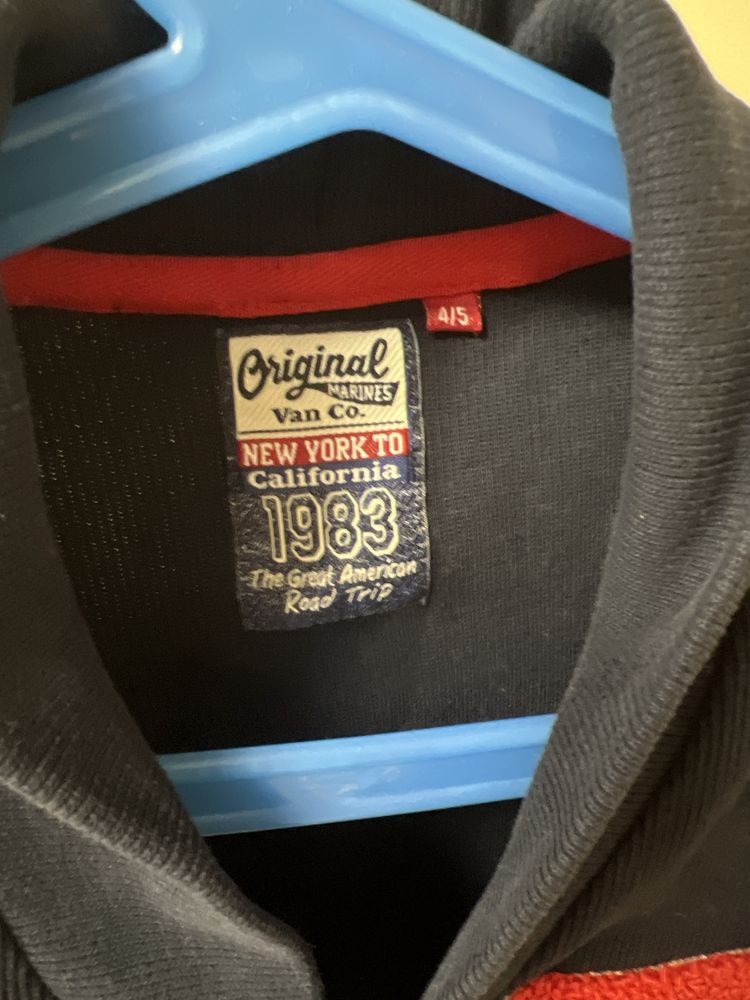 4/5
Original
MARINES
Van Co.
NEW YORK TO
California
1983
The Great American
Road Trip